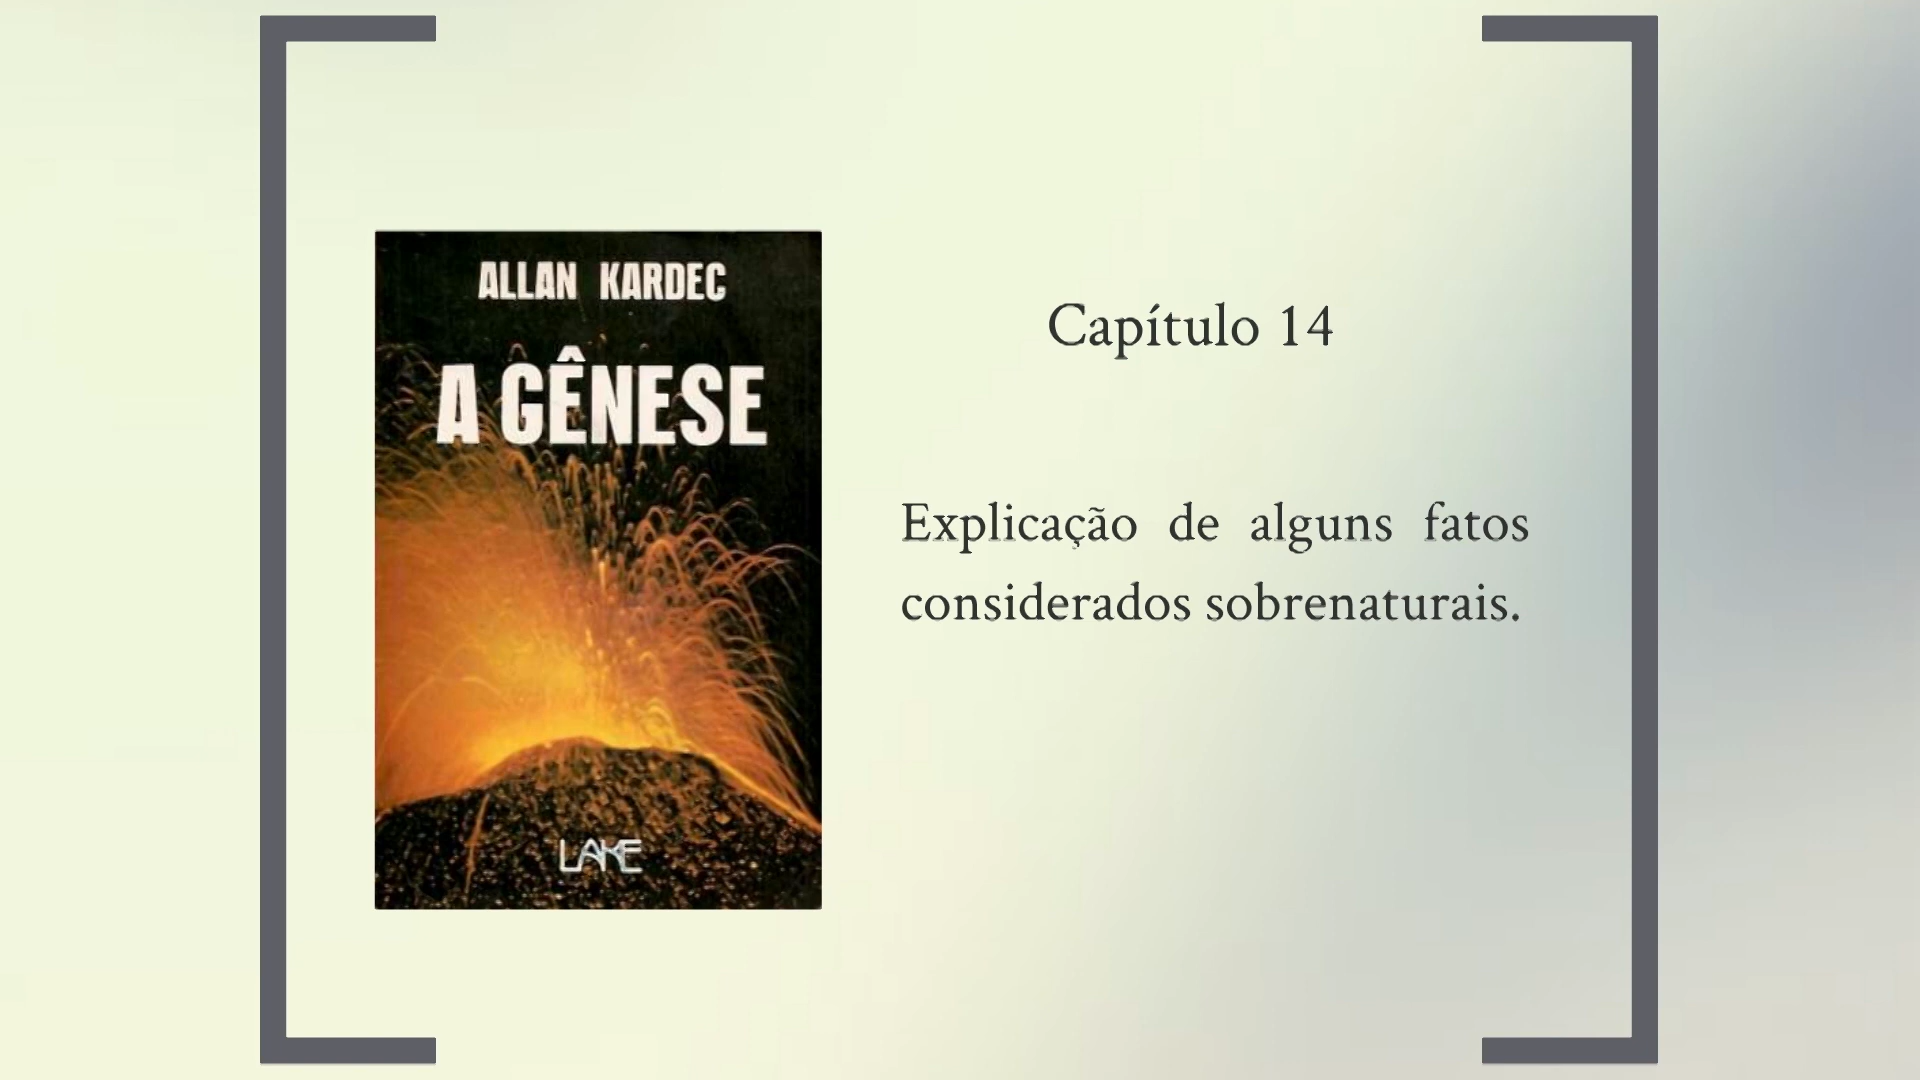 ALLAN KARDEC
A GÊNESE
LAKE
Capítulo 14
Explicação de alguns fatos
considerados sobrenaturais.